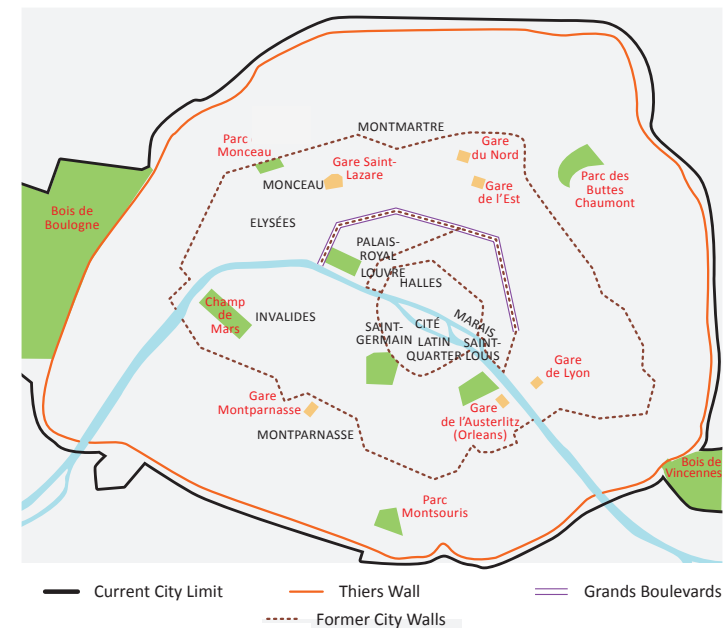 MONTMARTRE
Parc
Monceau
Gare Saint-
Lazare
Gare
du Nord
MONCEAU
Gare
de l'Est
Parc des
Buttes
Chaumont
Bois de
Boulogne
ELYSÉES
PALAIS-
ROYAL
LOUVRE
HALLES
Champ
de
Mars
INVALIDES
SAINT-
GERMAIN
CITÉ
MARAIS
LATIN
QUARTER
SAINT-
LOUIS
Gare
de Lyon
Gare
Montparnasse
MONTPARNASSE
Gare
de l'Austerlitz
(Orleans)
Bois de
Vincennes
Parc
Montsouris
Current City Limit
Thiers Wall
Grands Boulevards
Former City Walls